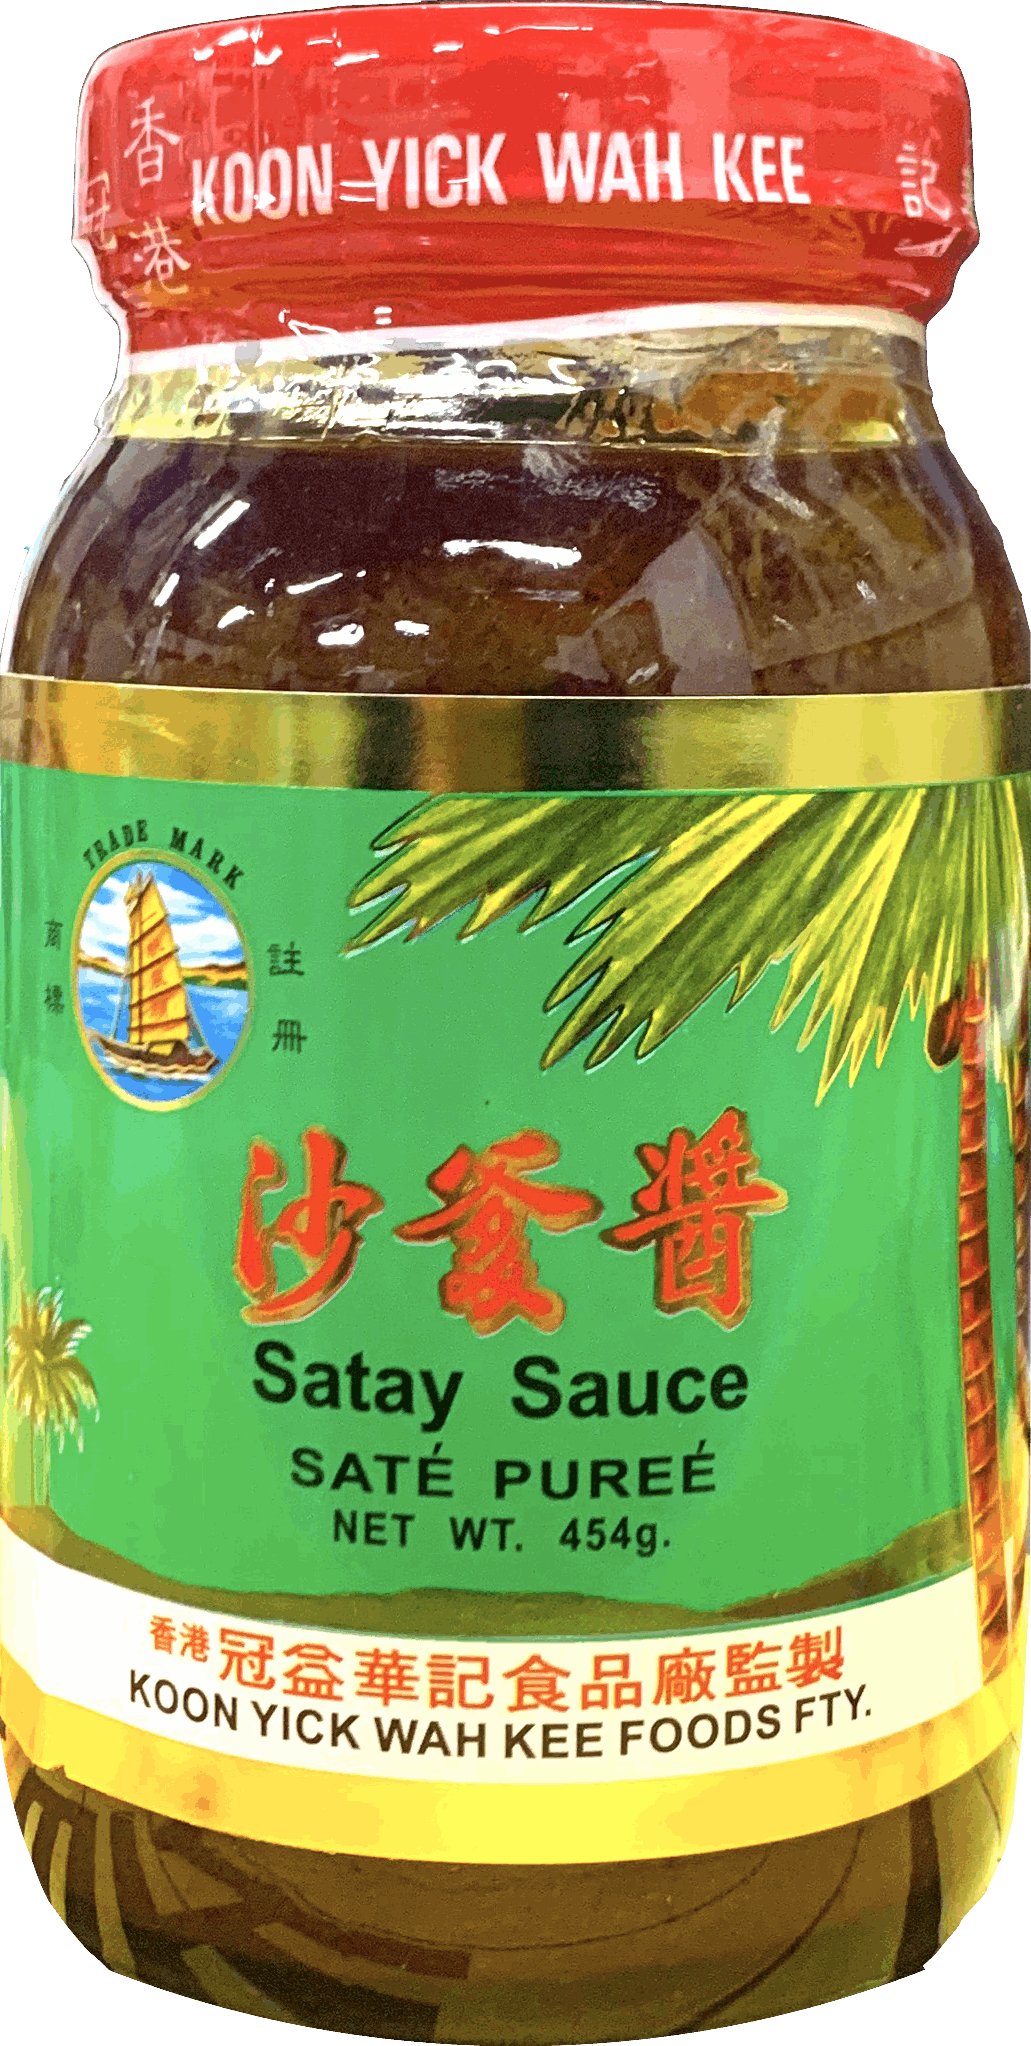 香港
KOON YICK WAH KEE
冠
記
TRADE MARK
商標
註冊
沙爹醬
Satay Sauce
SATÉ PUREÉ
NET WT. 454g.
香港冠益華記食品廠監製
KOON YICK WAH KEE FOODS FTY.